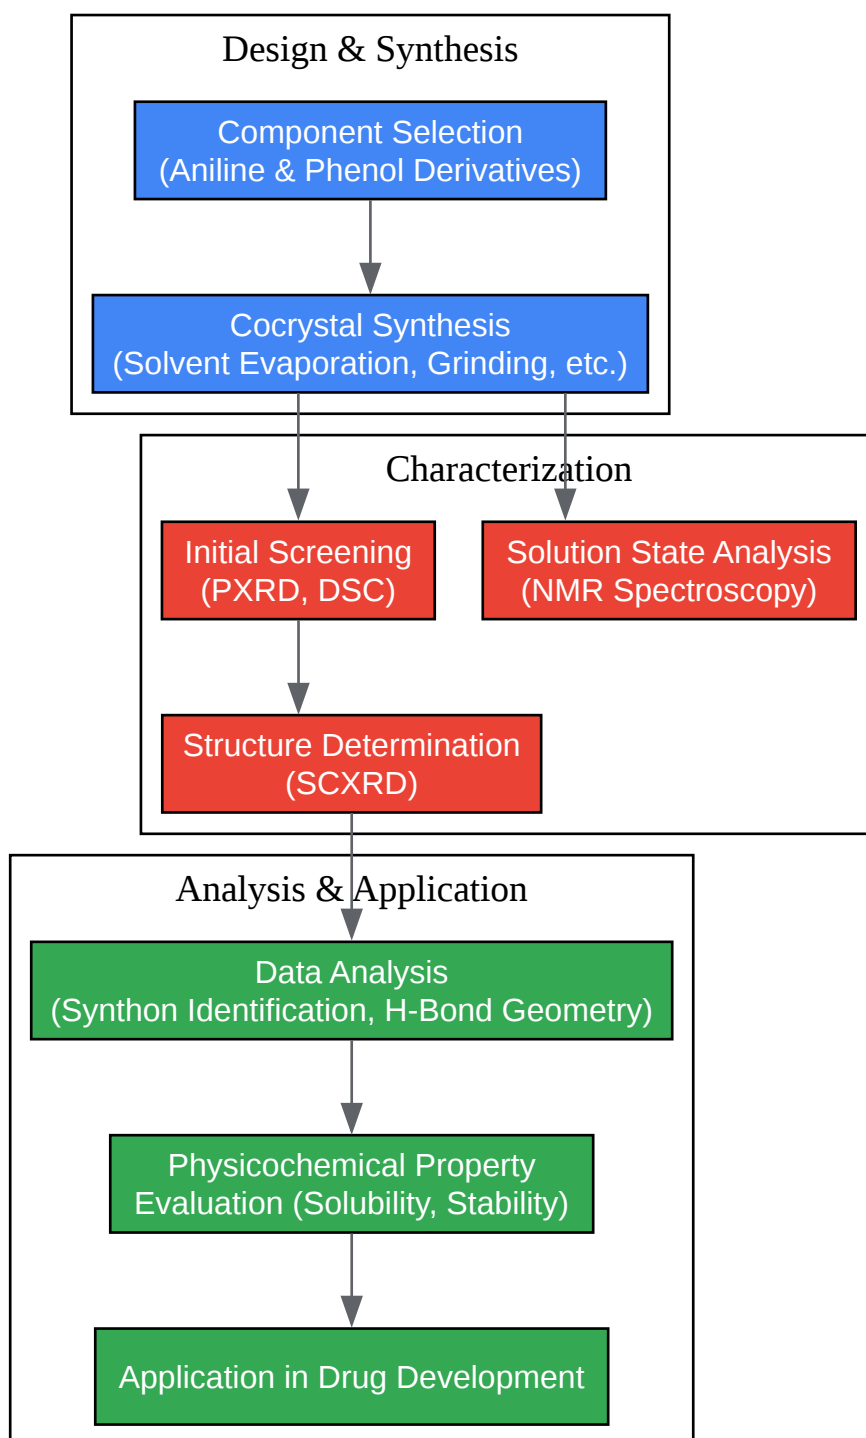 Design & Synthesis
Component Selection
(Aniline & Phenol Derivatives)
Cocrystal Synthesis
(Solvent Evaporation, Grinding, etc.)
Characterization
Initial Screening
(PXRD, DSC)
Solution State Analysis
(NMR Spectroscopy)
Structure Determination
(SCXRD)
Analysis & Application
Data Analysis
(Synthon Identification, H-Bond Geometry)
Physicochemical Property
Evaluation (Solubility, Stability)
Application in Drug Development